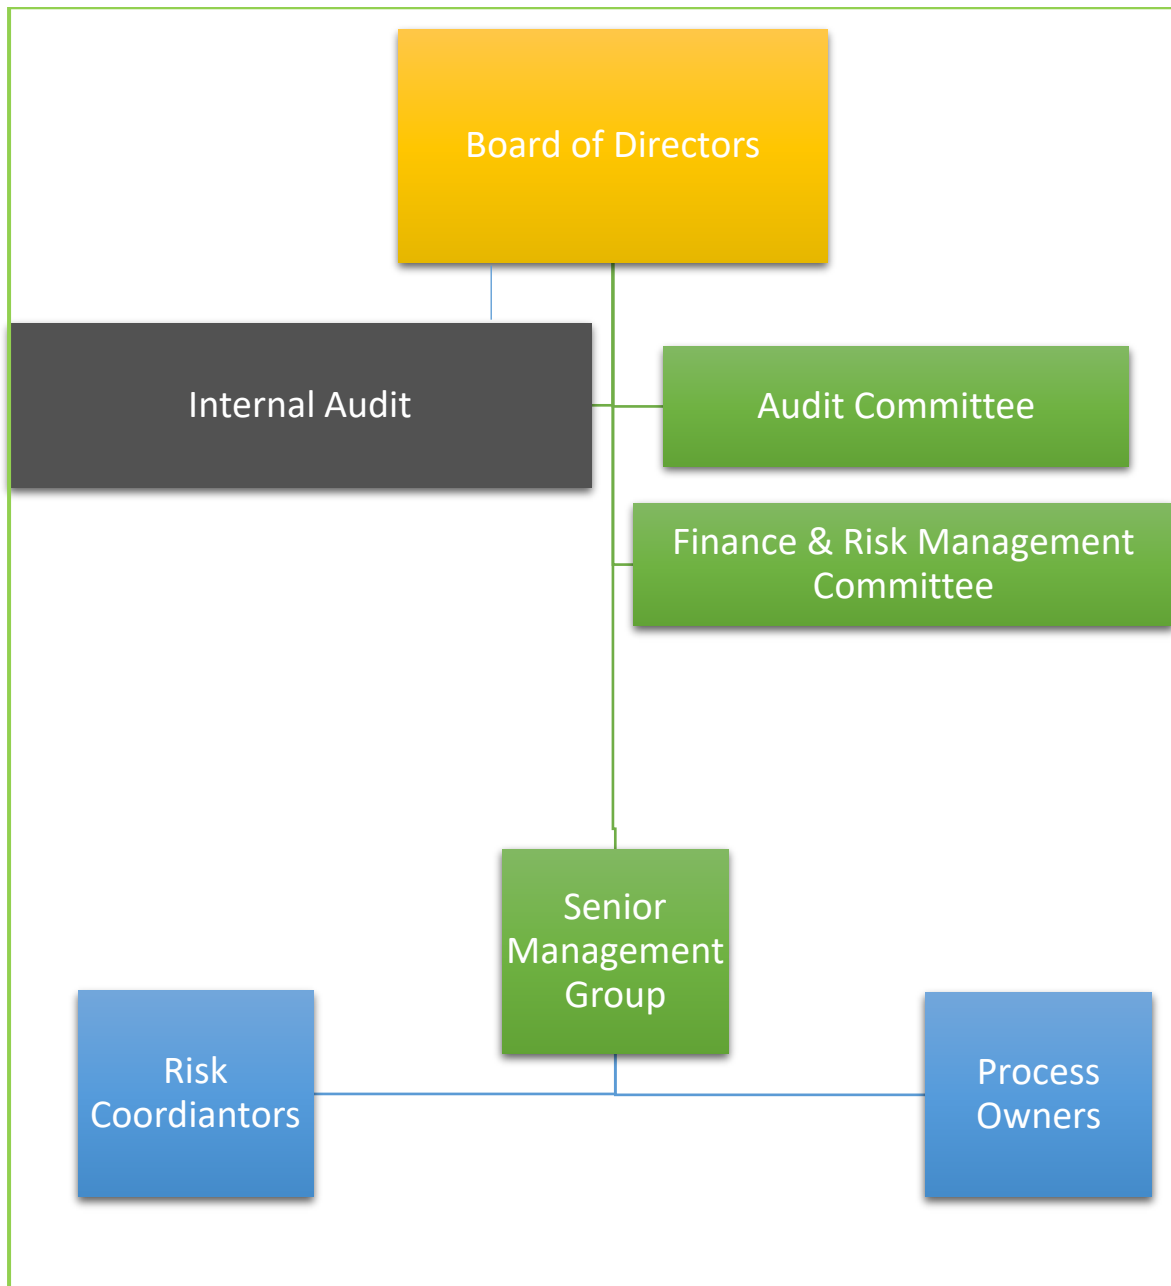 Board of Directors
Internal Audit
Audit Committee
Finance & Risk Management
Committee
Senior
Management
Group
Risk
Coordiantors
Process
Owners